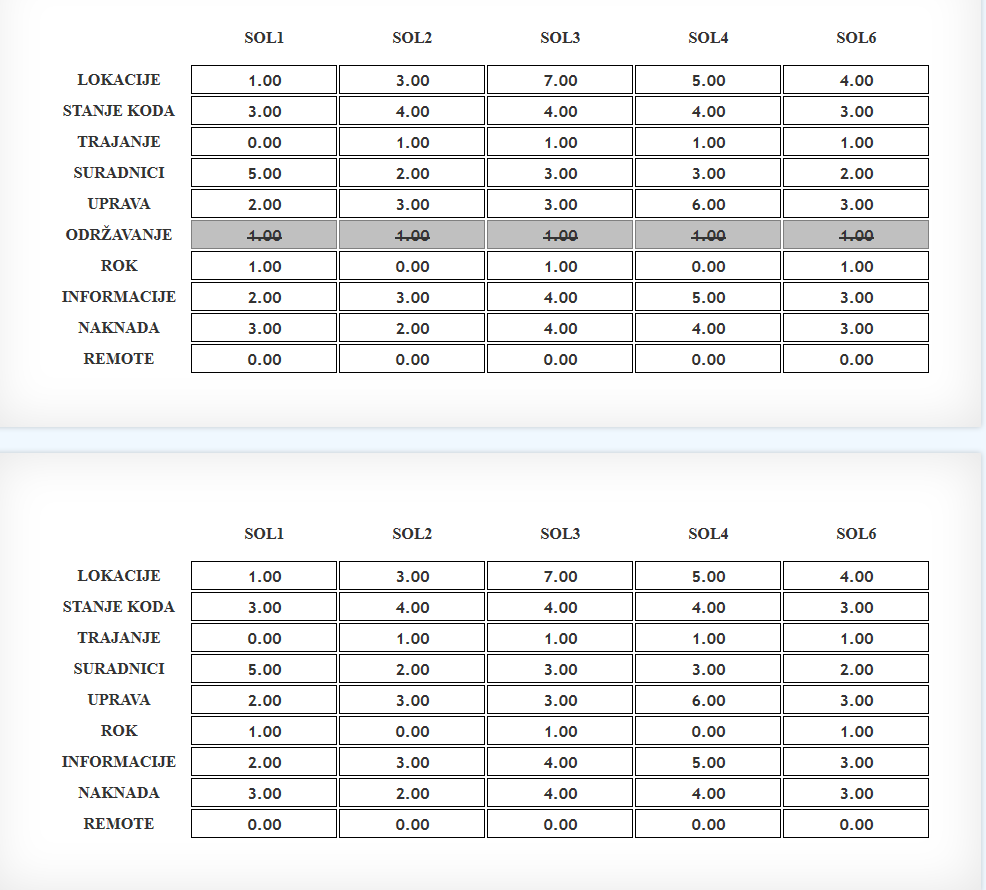 SOL1 SOL2 SOL3 SOL4 SOL6
LOKACIJE 1.00 3.00 7.00 5.00 4.00
STANJE KODA 3.00 4.00 4.00 4.00 3.00
TRAJANJE 0.00 1.00 1.00 1.00 1.00
SURADNICI 5.00 2.00 3.00 3.00 2.00
UPRAVA 2.00 3.00 3.00 6.00 3.00
ODRŽAVANJE 1.00 1.00 1.00 1.00 1.00
ROK 1.00 0.00 1.00 0.00 1.00
INFORMACIJE 2.00 3.00 4.00 5.00 3.00
NAKNADA 3.00 2.00 4.00 4.00 3.00
REMOTE 0.00 0.00 0.00 0.00 0.00
SOL1 SOL2 SOL3 SOL4 SOL6
LOKACIJE 1.00 3.00 7.00 5.00 4.00
STANJE KODA 3.00 4.00 4.00 4.00 3.00
TRAJANJE 0.00 1.00 1.00 1.00 1.00
SURADNICI 5.00 2.00 3.00 3.00 2.00
UPRAVA 2.00 3.00 3.00 6.00 3.00
ROK 1.00 0.00 1.00 0.00 1.00
INFORMACIJE 2.00 3.00 4.00 5.00 3.00
NAKNADA 3.00 2.00 4.00 4.00 3.00
REMOTE 0.00 0.00 0.00 0.00 0.00